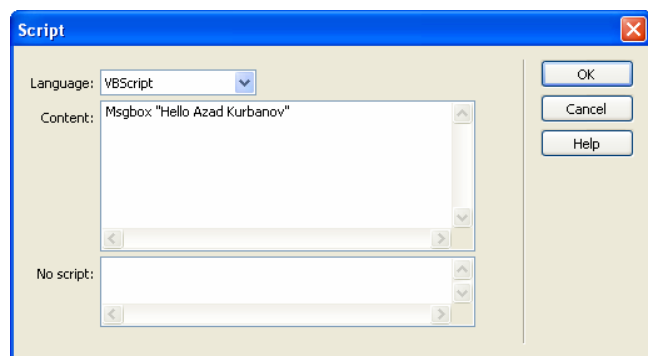 Script
Language: VBScript
OK
Content: Msgbox "Hello Azad Kurbanov"
Cancel
Help
No script: